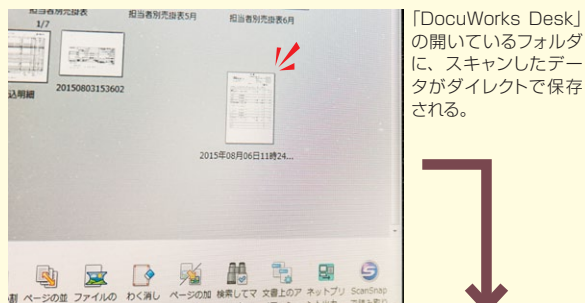 担当者別売掛表
担当者別売掛表5月
担当者別売掛表6月
1/7
込明細
20150803153602
2015年08月06日11時24...
割
ページの並
ファイルの
わく消し
ページの加
検索してマ
文書上のア
ネットプリ
ScanSnap
「DocuWorks Desk」
の開いているフォルダ
に、スキャンしたデー
タがダイレクトで保存
される。